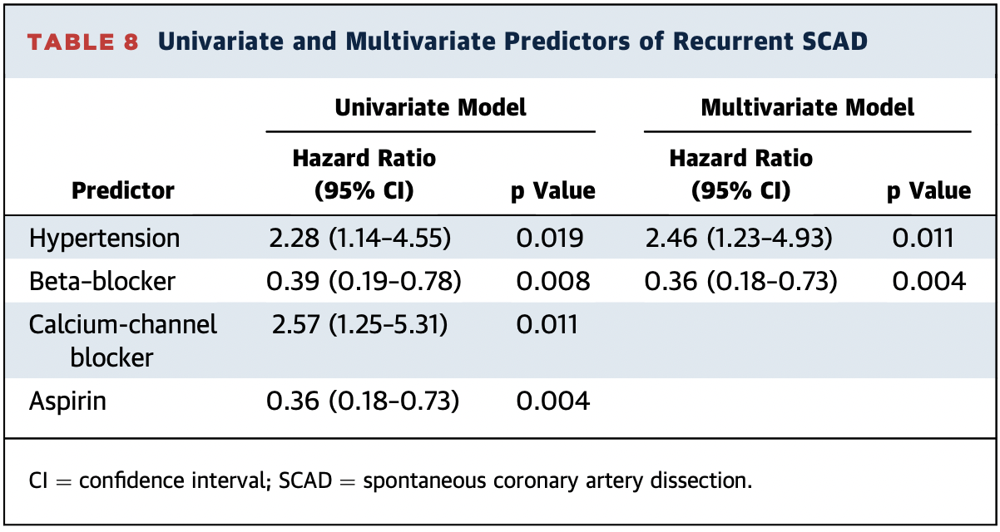 TABLE 8 Univariate and Multivariate Predictors of Recurrent SCAD
Univariate Model Multivariate Model
Predictor Hazard Ratio (95% CI) p Value Hazard Ratio (95% CI) p Value
Hypertension 2.28 (1.14–4.55) 0.019 2.46 (1.23–4.93) 0.011
Beta-blocker 0.39 (0.19–0.78) 0.008 0.36 (0.18–0.73) 0.004
Calcium-channel blocker 2.57 (1.25–5.31) 0.011
Aspirin 0.36 (0.18–0.73) 0.004
CI = confidence interval; SCAD = spontaneous coronary artery dissection.